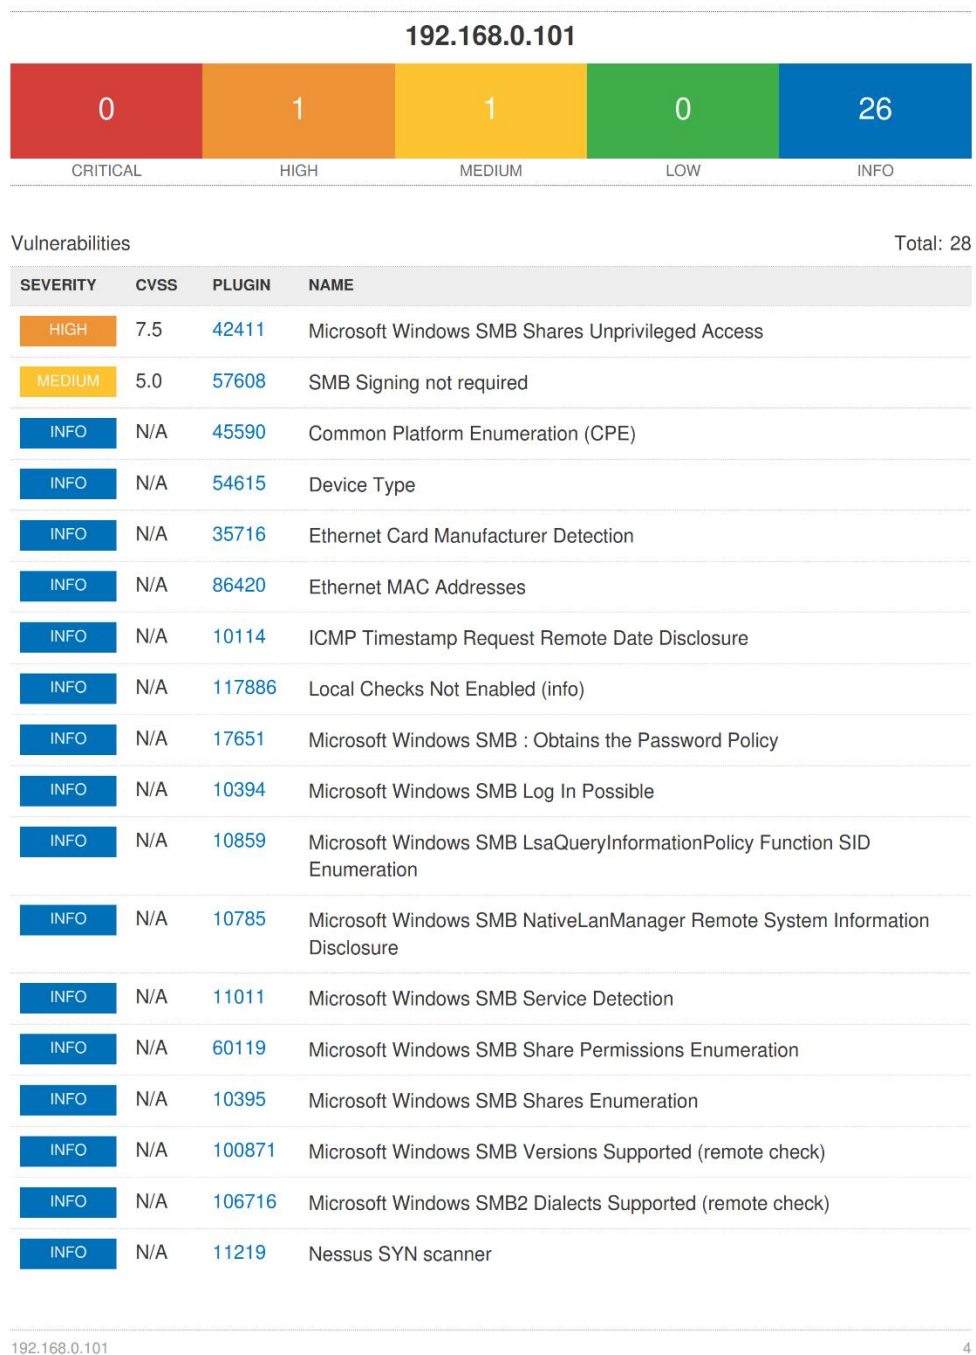 192.168.0.101
0 1 1 0 26
CRITICAL HIGH MEDIUM LOW INFO
Vulnerabilities Total: 28
SEVERITY CVSS PLUGIN NAME
HIGH 7.5 42411 Microsoft Windows SMB Shares Unprivileged Access
MEDIUM 5.0 57608 SMB Signing not required
INFO N/A 45590 Common Platform Enumeration (CPE)
INFO N/A 54615 Device Type
INFO N/A 35716 Ethernet Card Manufacturer Detection
INFO N/A 86420 Ethernet MAC Addresses
INFO N/A 10114 ICMP Timestamp Request Remote Date Disclosure
INFO N/A 117886 Local Checks Not Enabled (info)
INFO N/A 17651 Microsoft Windows SMB : Obtains the Password Policy
INFO N/A 10394 Microsoft Windows SMB Log In Possible
INFO N/A 10859 Microsoft Windows SMB LsaQueryInformationPolicy Function SID
Enumeration
INFO N/A 10785 Microsoft Windows SMB NativeLanManager Remote System Information
Disclosure
INFO N/A 11011 Microsoft Windows SMB Service Detection
INFO N/A 60119 Microsoft Windows SMB Share Permissions Enumeration
INFO N/A 10395 Microsoft Windows SMB Shares Enumeration
INFO N/A 100871 Microsoft Windows SMB Versions Supported (remote check)
INFO N/A 106716 Microsoft Windows SMB2 Dialects Supported (remote check)
INFO N/A 11219 Nessus SYN scanner
192.168.0.101 4